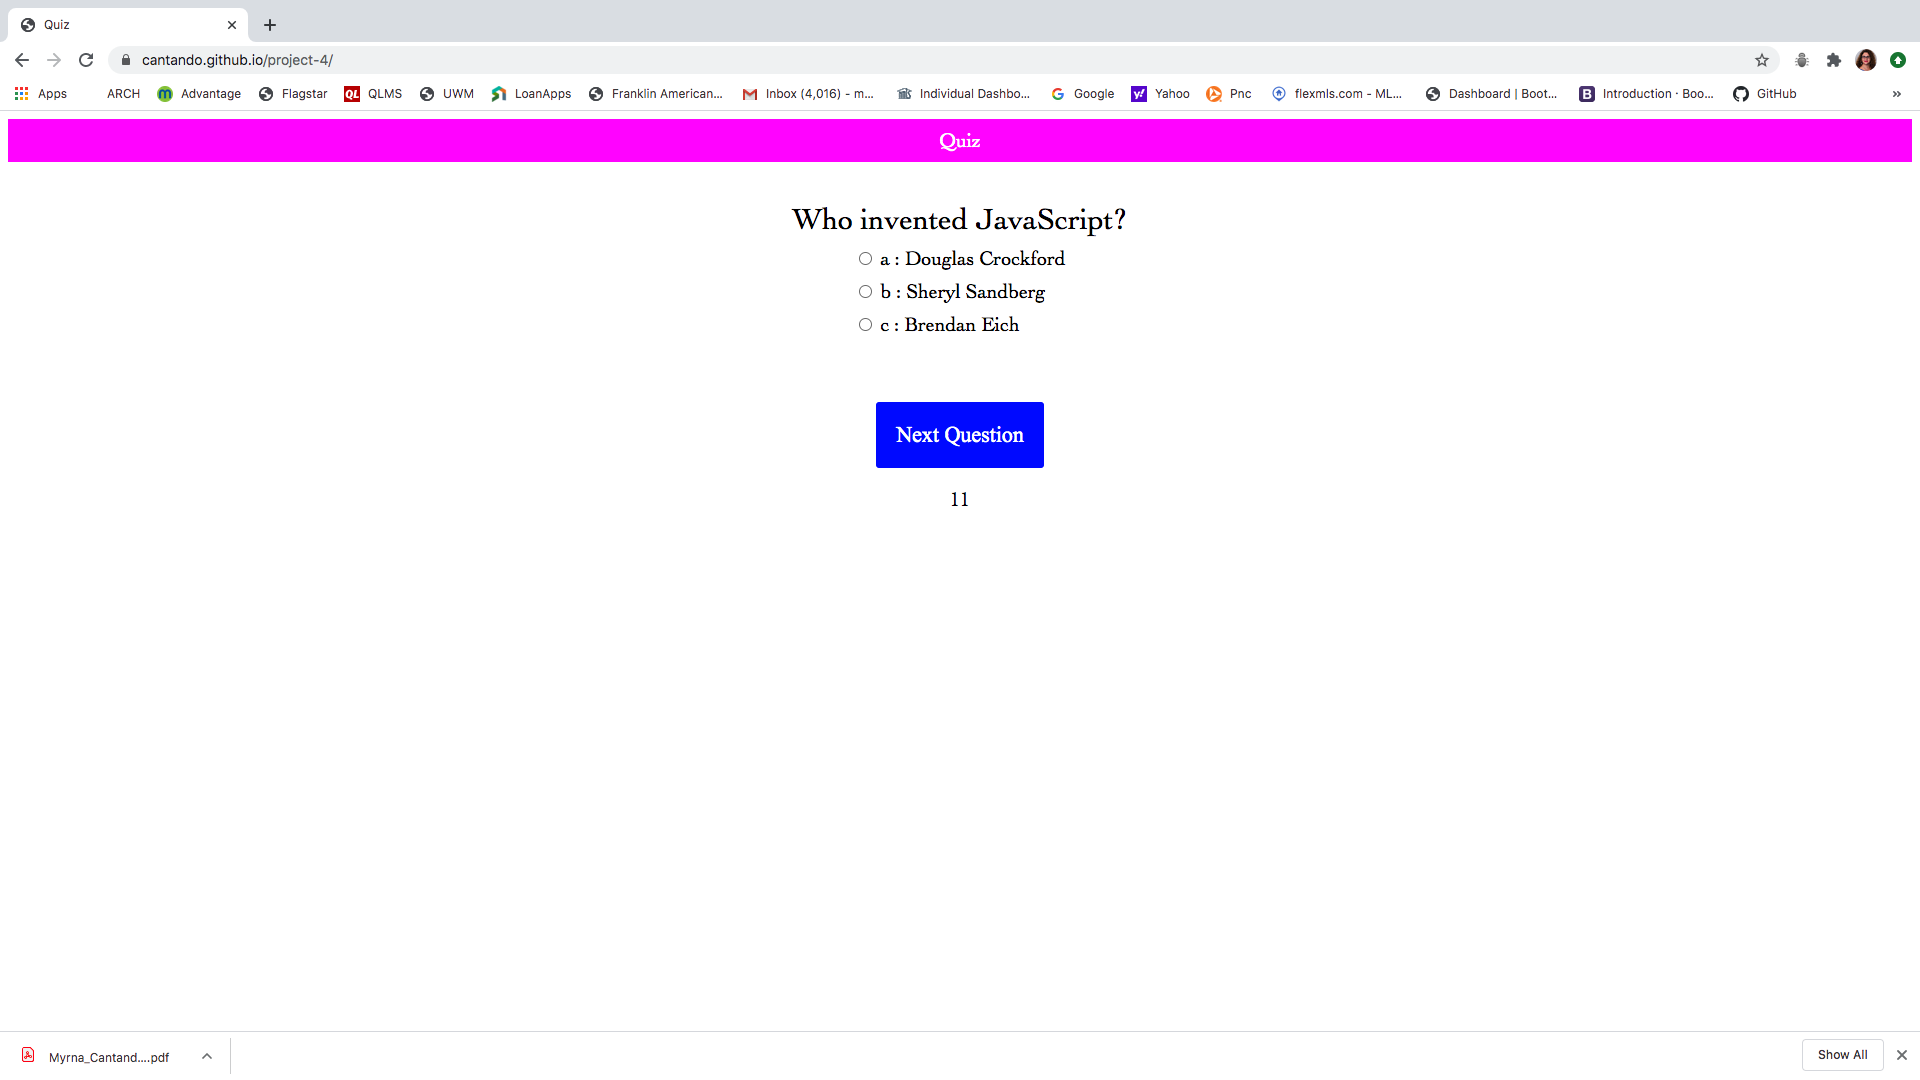 Quiz
cantando.github.io/project-4/
Apps ARCH Advantage Flagstar QL QLMS UWM LoanApps Franklin American... Inbox (4,016) - m... Individual Dashbo... Google y! Yahoo Pnc flexmls.com - ML... Dashboard | Boot... B Introduction · Boo... GitHub »
Quiz
Who invented JavaScript?
a : Douglas Crockford
b : Sheryl Sandberg
c : Brendan Eich
Next Question
11
Myrna_Cantand....pdf
Show All